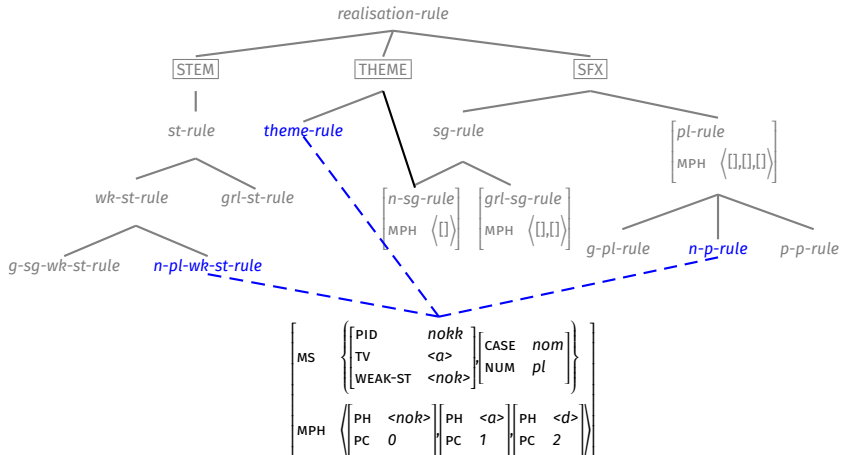 realisation-rule
STEM THEME SFX
st-rule theme-rule sg-rule pl-rule
MPH ⟨[],[],[]⟩
wk-st-rule grl-st-rule n-sg-rule grl-sg-rule
MPH ⟨[]⟩ MPH ⟨[],[]⟩
g-sg-wk-st-rule n-pl-wk-st-rule g-pl-rule n-p-rule p-p-rule
MS {[PID nokk TV <a> WEAK-ST <nok>],[CASE nom NUM pl]}
MPH ⟨[PH <nok> PC 0],[PH <a> PC 1],[PH <d> PC 2]⟩